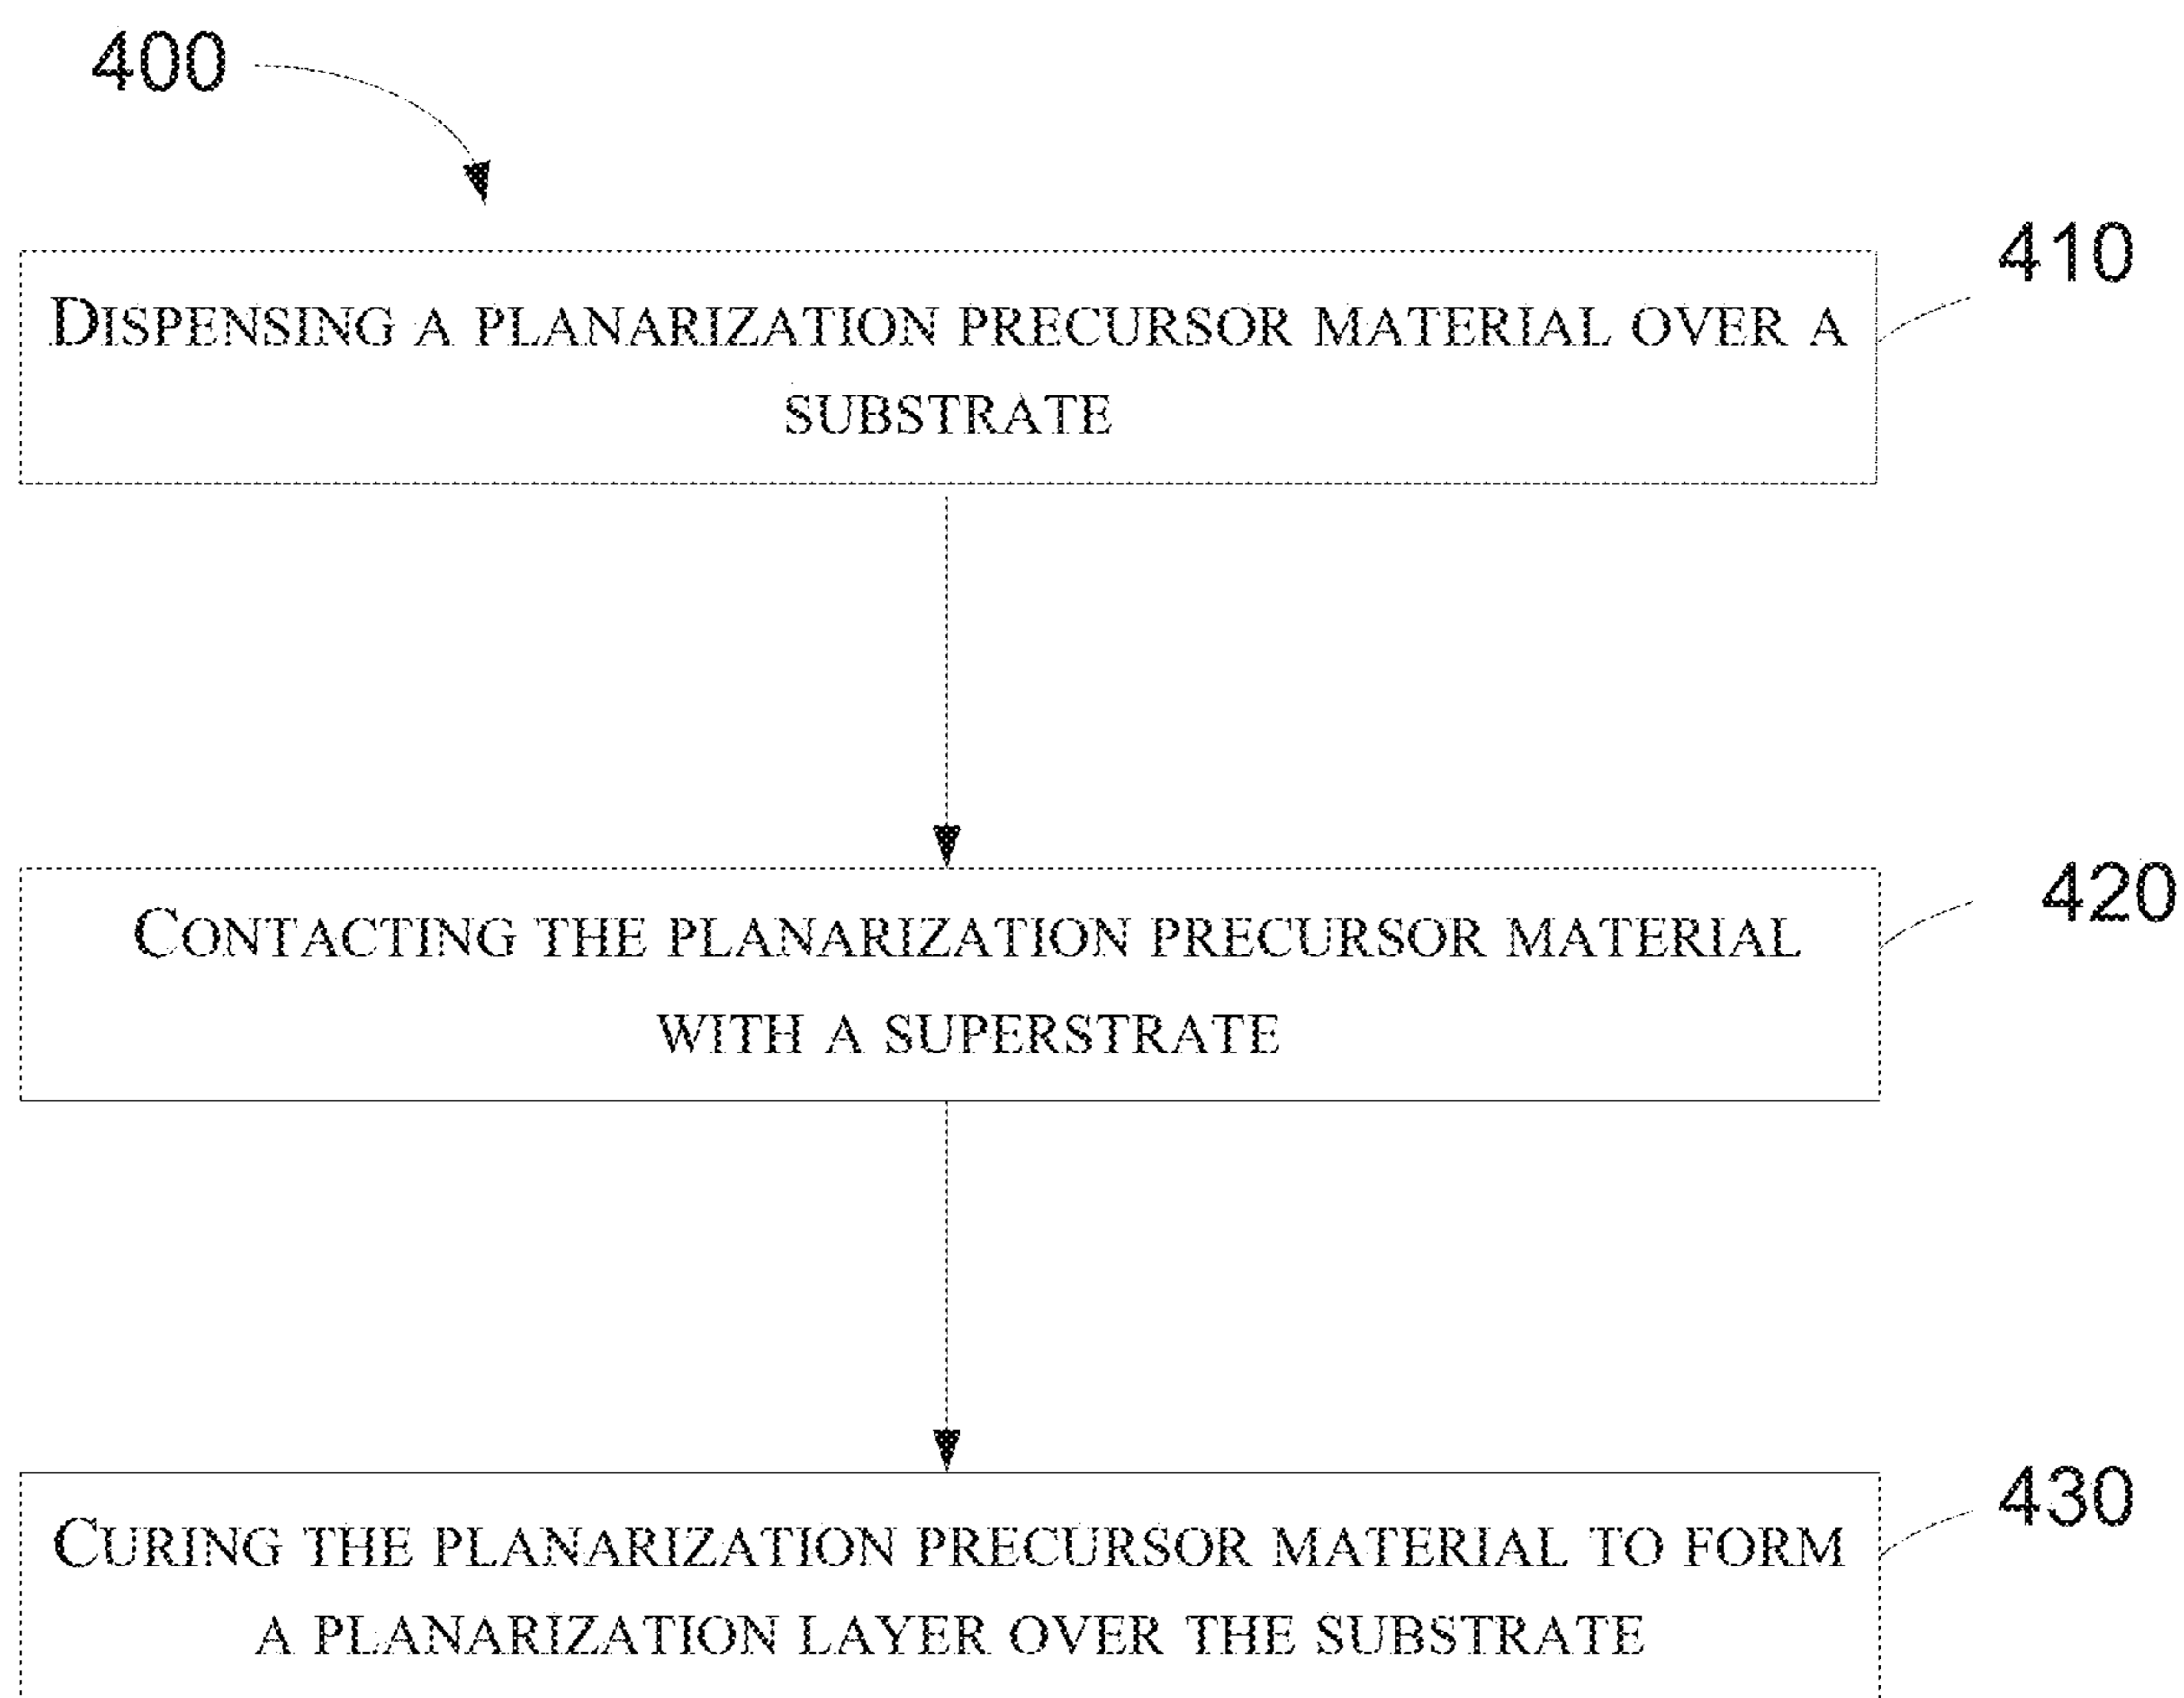 400
410
DISPENSING A PLANARIZATION PRECURSOR MATERIAL OVER A
SUBSTRATE
420
CONTACTING THE PLANARIZATION PRECURSOR MATERIAL
WITH A SUPERSTRATE
430
CURING THE PLANARIZATION PRECURSOR MATERIAL TO FORM
A PLANARIZATION LAYER OVER THE SUBSTRATE